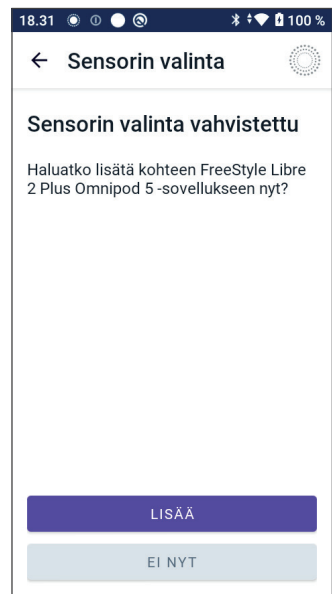 18.31 100 %
Sensorin valinta
Sensorin valinta vahvistettu
Haluatko lisätä kohteen FreeStyle Libre
2 Plus Omnipod 5 -sovellukseen nyt?
LISÄÄ
EI NYT